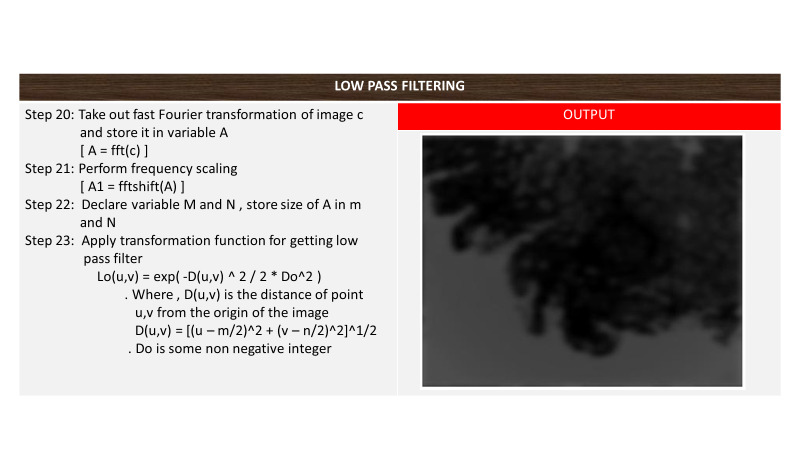 LOW PASS FILTERING
Step 20: Take out fast Fourier transformation of image c
and store it in variable A
[ A = fft(c) ]
Step 21: Perform frequency scaling
[ A1 = fftshift(A) ]
Step 22: Declare variable M and N , store size of A in m
and N
Step 23: Apply transformation function for getting low
pass filter
Lo(u,v) = exp( -D(u,v) ^ 2 / 2 * Do^2 )
. Where , D(u,v) is the distance of point
u,v from the origin of the image
D(u,v) = [(u – m/2)^2 + (v – n/2)^2]^1/2
. Do is some non negative integer
OUTPUT